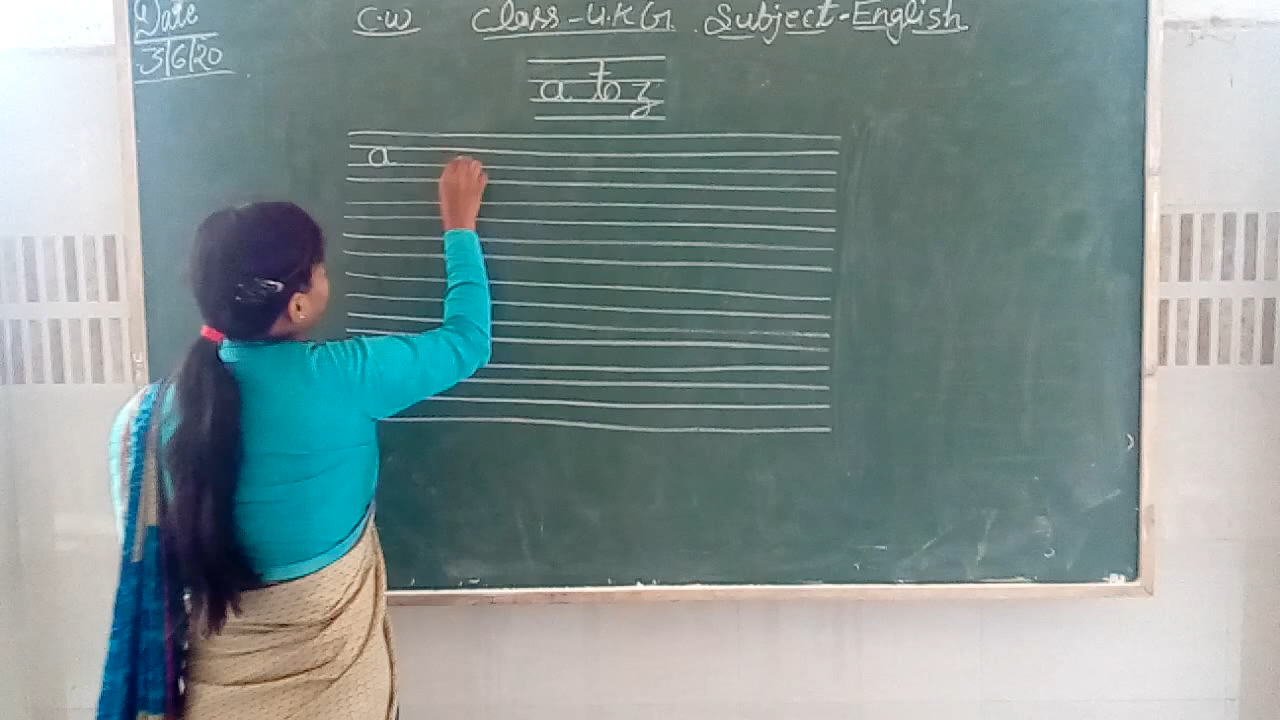 Date
3/6/20
C.W Class-U.K.G. Subject-English
a to z
a